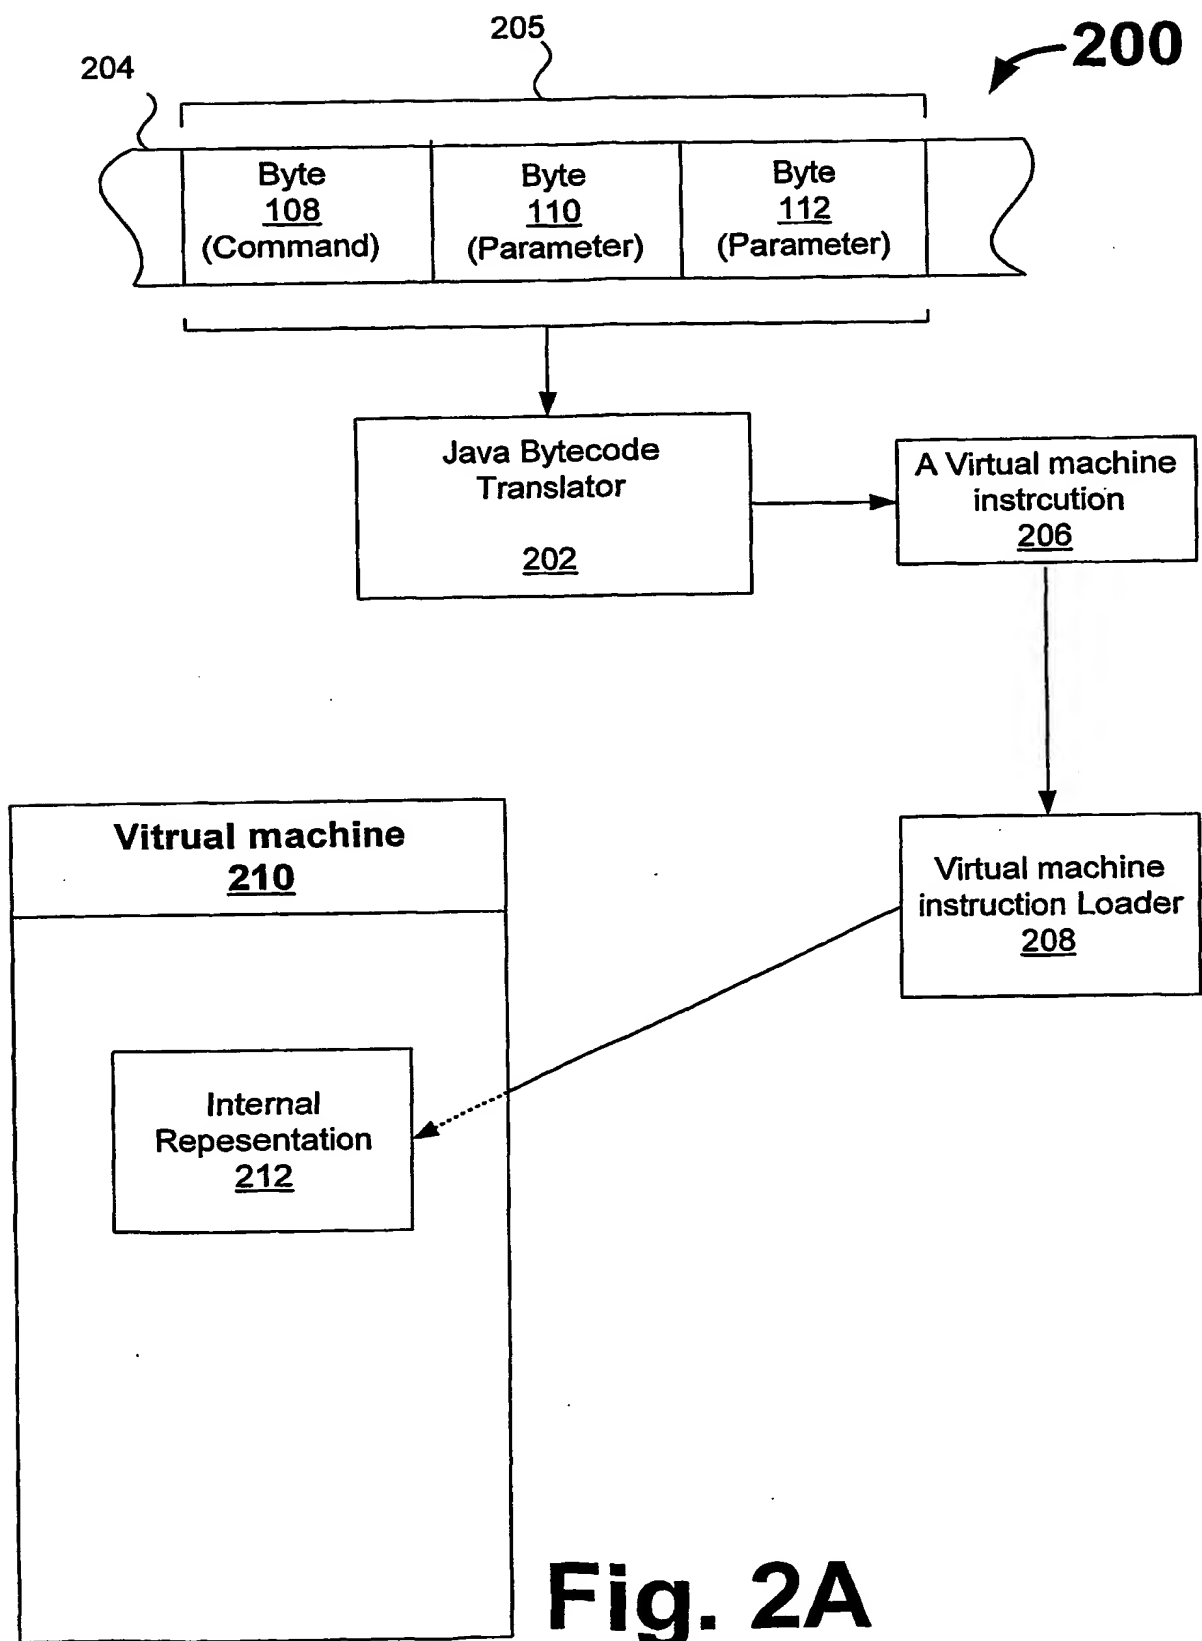 205
200
204
Byte
108
(Command)
Byte
110
(Parameter)
Byte
112
(Parameter)
Java Bytecode
Translator
202
A Virtual machine
instrcution
206
Vitrual machine
210
Virtual machine
instruction Loader
208
Internal
Repesentation
212
Fig. 2A